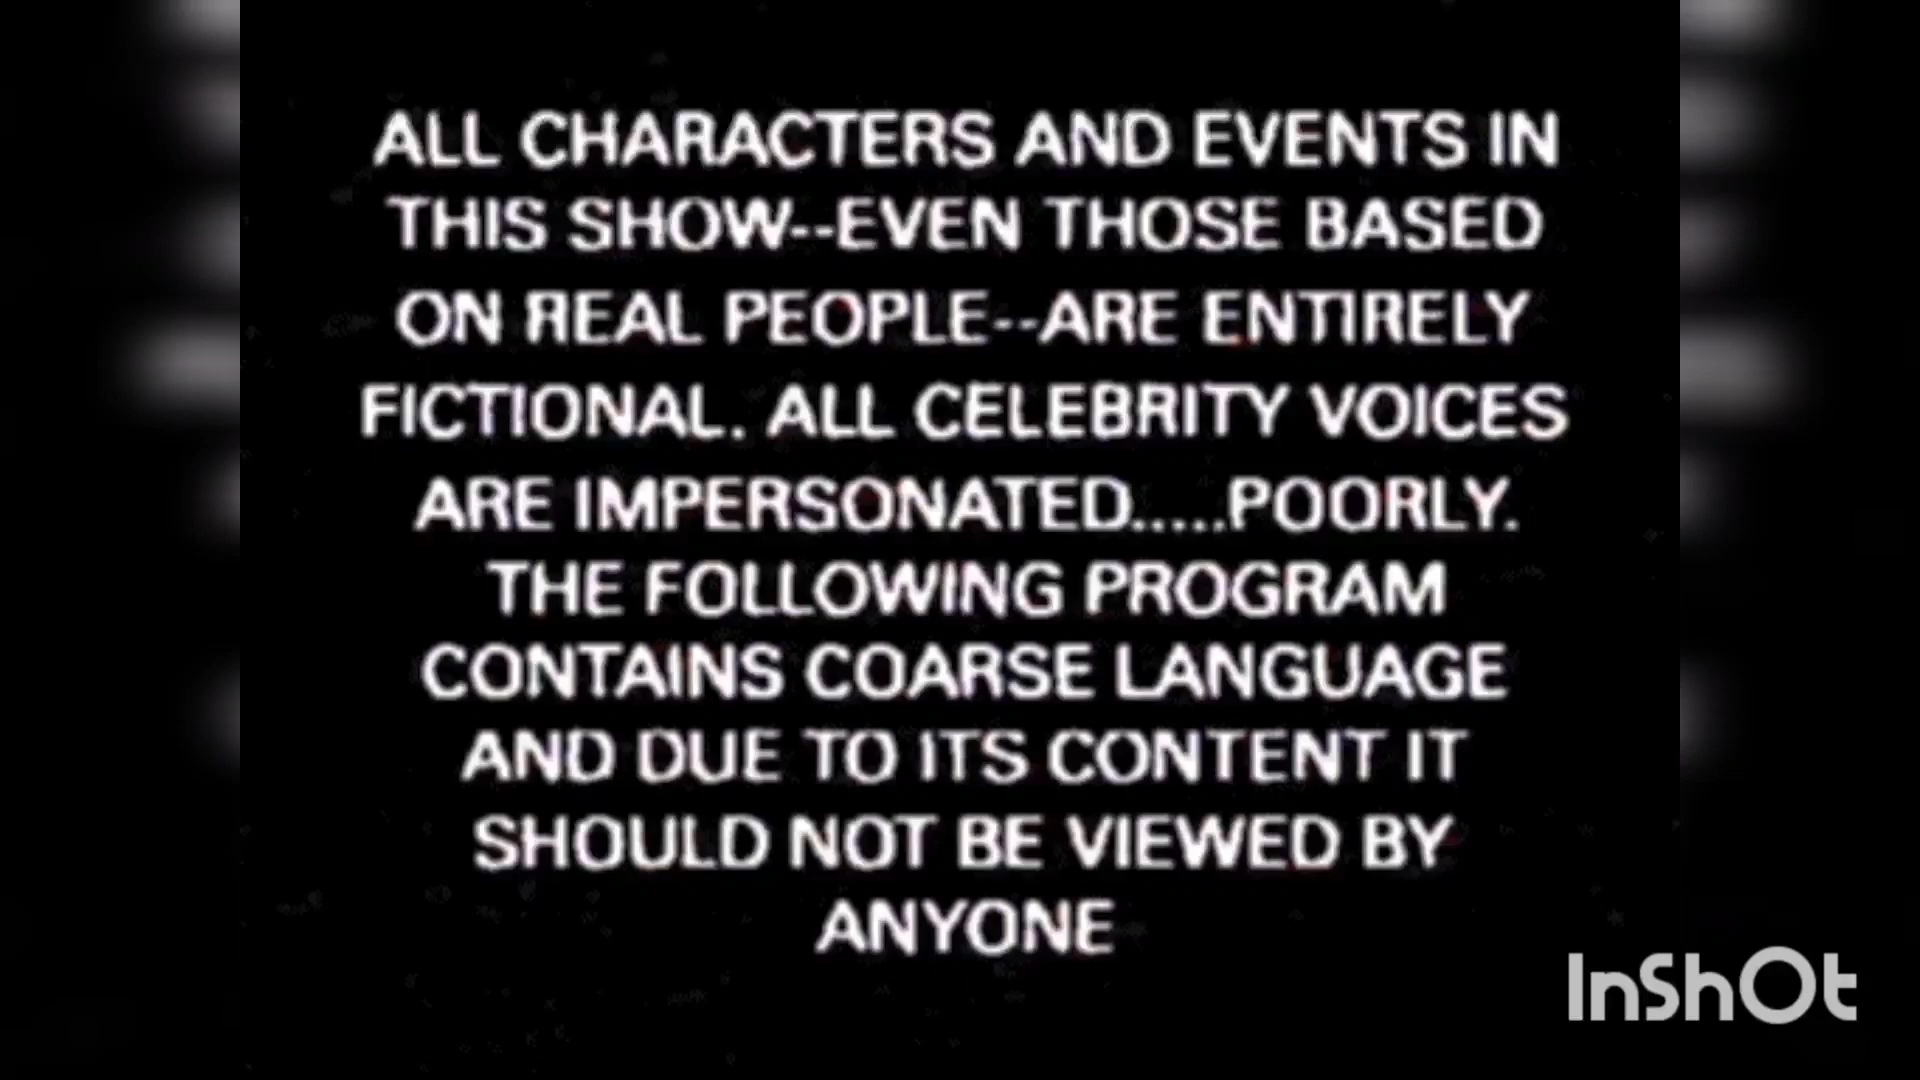 ALL CHARACTERS AND EVENTS IN
THIS SHOW--EVEN THOSE BASED
ON REAL PEOPLE--ARE ENTIRELY
FICTIONAL. ALL CELEBRITY VOICES
ARE IMPERSONATED.....POORLY.
THE FOLLOWING PROGRAM
CONTAINS COARSE LANGUAGE
AND DUE TO ITS CONTENT IT
SHOULD NOT BE VIEWED BY
ANYONE
InShOt